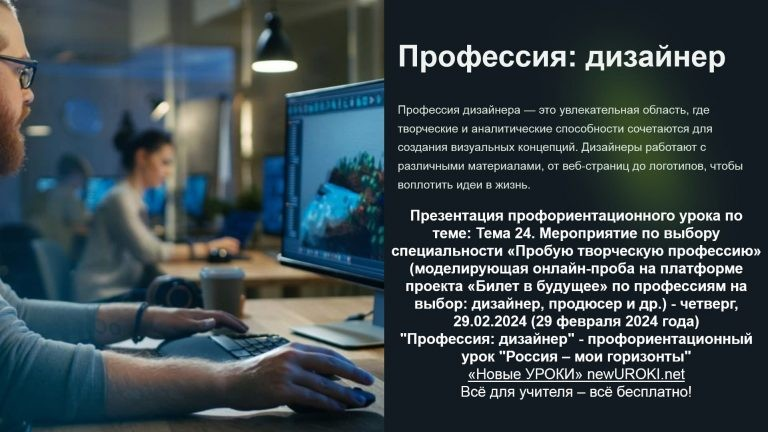 Профессия: дизайнер
Профессия дизайнера — это увлекательная область, где
творческие и аналитические способности сочетаются для
создания визуальных концепций. Дизайнеры работают с
различными материалами, от веб-страниц до логотипов, чтобы
воплотить идеи в жизнь.
Презентация профориентационного урока по
теме: Тема 24. Мероприятие по выбору
специальности «Пробую творческую профессию»
(моделирующая онлайн-проба на платформе
проекта «Билет в будущее» по профессиям на
выбор: дизайнер, продюсер и др.) - четверг,
29.02.2024 (29 февраля 2024 года)
"Профессия: дизайнер" - профориентационный
урок "Россия – мои горизонты"
«Новые УРОКИ» newUROKI.net
Всё для учителя – всё бесплатно!